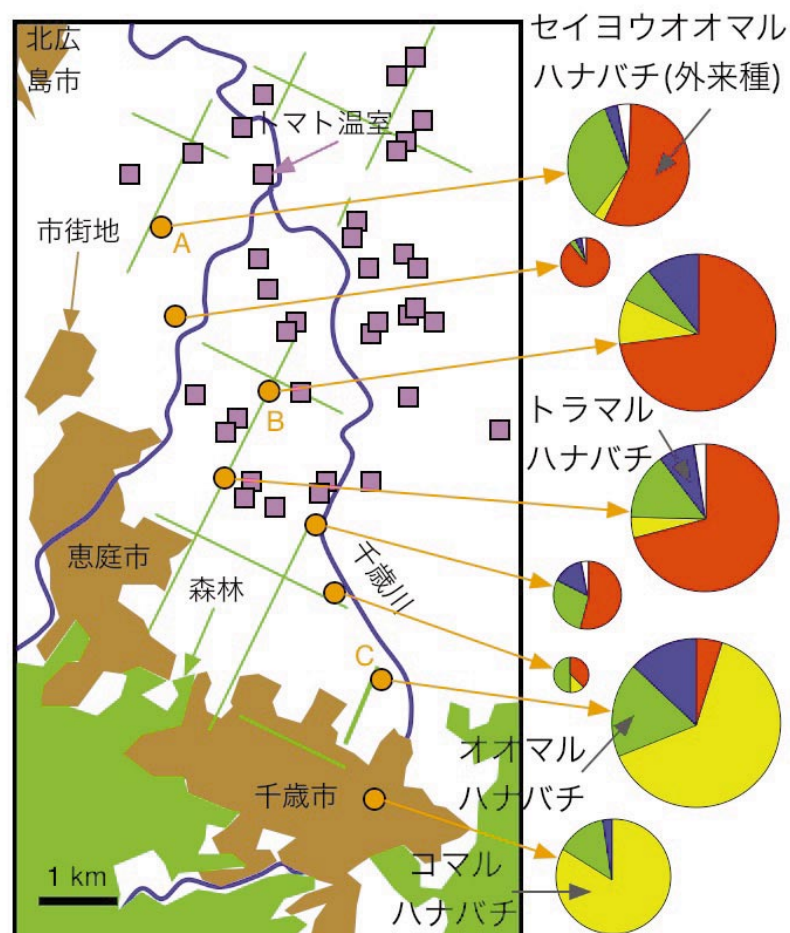 北広
島市
セイヨウオオマル
ハナバチ(外来種)
トマト温室
市街地
A
B
トラマル
ハナバチ
恵庭市
森林
千歳川
C
オオマル
ハナバチ
千歳市
コマル
ハナバチ
1 km